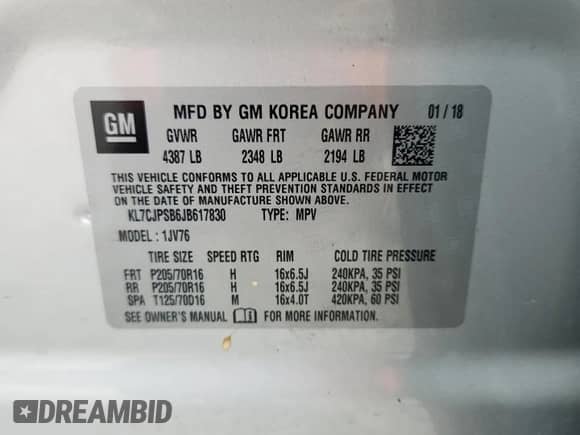 GM
MFD BY GM KOREA COMPANY 01 / 18
GVWR GAWR FRT GAWR RR
4387 LB 2348 LB 2194 LB
THIS VEHICLE CONFORMS TO ALL APPLICABLE U.S. FEDERAL MOTOR
VEHICLE SAFETY AND THEFT PREVENTION STANDARDS IN EFFECT
ON THE DATE OF MANUFACTURE SHOWN ABOVE.
KL7CJPSB6JB617830 TYPE: MPV
MODEL : 1JV76
TIRE SIZE SPEED RTG RIM COLD TIRE PRESSURE
FRT P205/70R16 H 16x6.5J 240KPA, 35 PSI
RR P205/70R16 H 16x6.5J 240KPA, 35 PSI
SPA T125/70D16 M 16x4.0T 420KPA, 60 PSI
SEE OWNER'S MANUAL FOR MORE INFORMATION.
DREAMBID